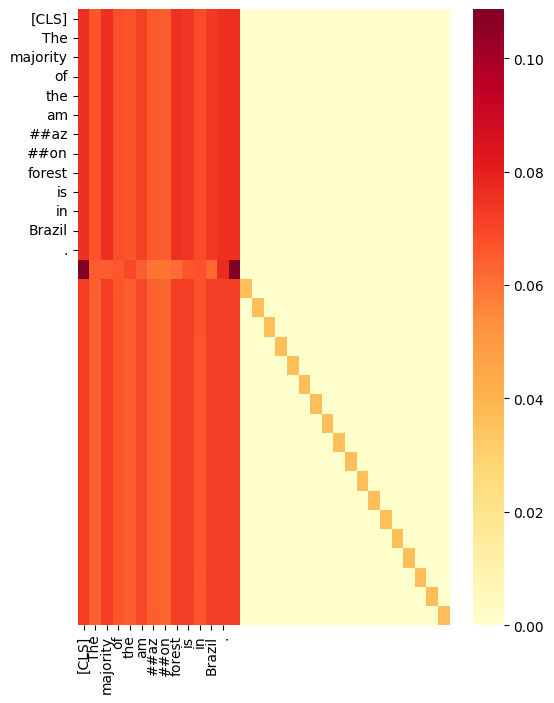 [CLS]
The
majority
of
the
am
##az
##on
forest
is
in
Brazil
.
0.10
0.08
0.06
0.04
0.02
0.00
[CLS]
The
majority
of
the
am
##az
##on
forest
is
in
Brazil
.